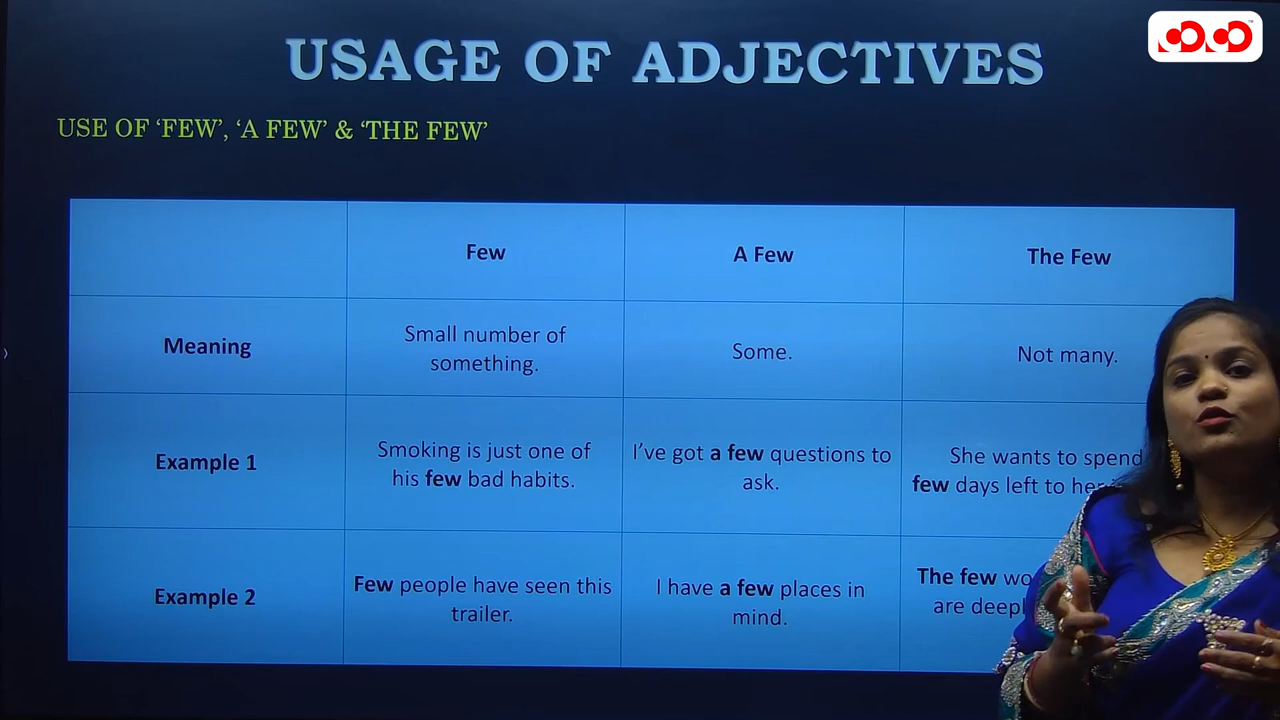 USAGE OF ADJECTIVES
USE OF ‘FEW’, ‘A FEW’ & ‘THE FEW’
Few
A Few
The Few
Meaning
Small number of
something.
Some.
Not many.
Example 1
Smoking is just one of
his few bad habits.
I’ve got a few questions to
ask.
She wants to spend
few days left to her
Example 2
Few people have seen this
trailer.
I have a few places in
mind.
The few
are